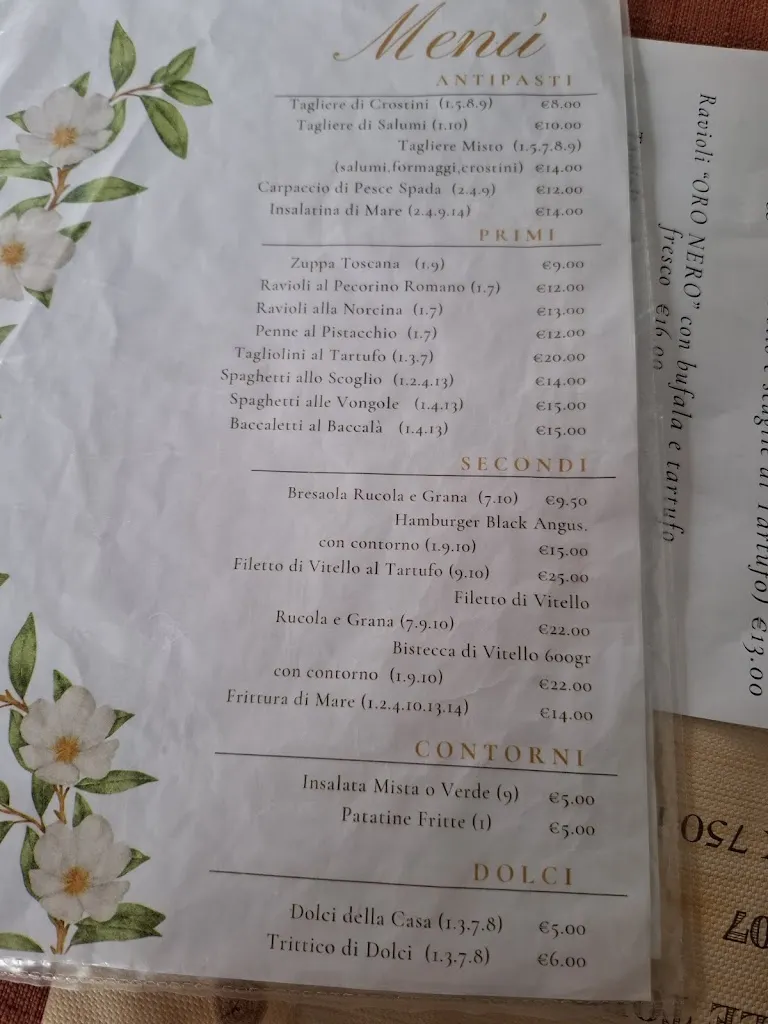 Menú
ANTIPASTI
Tagliere di Crostini (1.5.8.9) €8.00
Tagliere di Salumi (1.10) €10.00
Tagliere Misto (1.5.7.8.9)
(salumi,formaggi,crostini) €14.00
Carpaccio di Pesce Spada (2.4.9) €12.00
Insalatina di Mare (2.4.9.14) €14.00
PRIMI
Zuppa Toscana (1.9) €9.00
Ravioli al Pecorino Romano (1.7) €12.00
Ravioli alla Norcina (1.7) €13.00
Penne al Pistacchio (1.7) €12.00
Tagliolini al Tartufo (1.3.7) €20.00
Spaghetti allo Scoglio (1.2.4.13) €14.00
Spaghetti alle Vongole (1.4.13) €15.00
Baccaletti al Baccalà (1.4.13) €15.00
SECONDI
Bresaola Rucola e Grana (7.10) €9.50
Hamburger Black Angus.
con contorno (1.9.10) €15.00
Filetto di Vitello al Tartufo (9.10) €25.00
Filetto di Vitello
Rucola e Grana (7.9.10) €22.00
Bistecca di Vitello 600gr
con contorno (1.9.10) €22.00
Frittura di Mare (1.2.4.10.13.14) €14.00
CONTORNI
Insalata Mista o Verde (9) €5.00
Patatine Fritte (1) €5.00
DOLCI
Dolci della Casa (1.3.7.8) €5.00
Trittico di Dolci (1.3.7.8) €6.00
Ravioli "ORO NERO" con bufala e tartufo
fresco €16.00
di Tartufo) €13.00
750
07